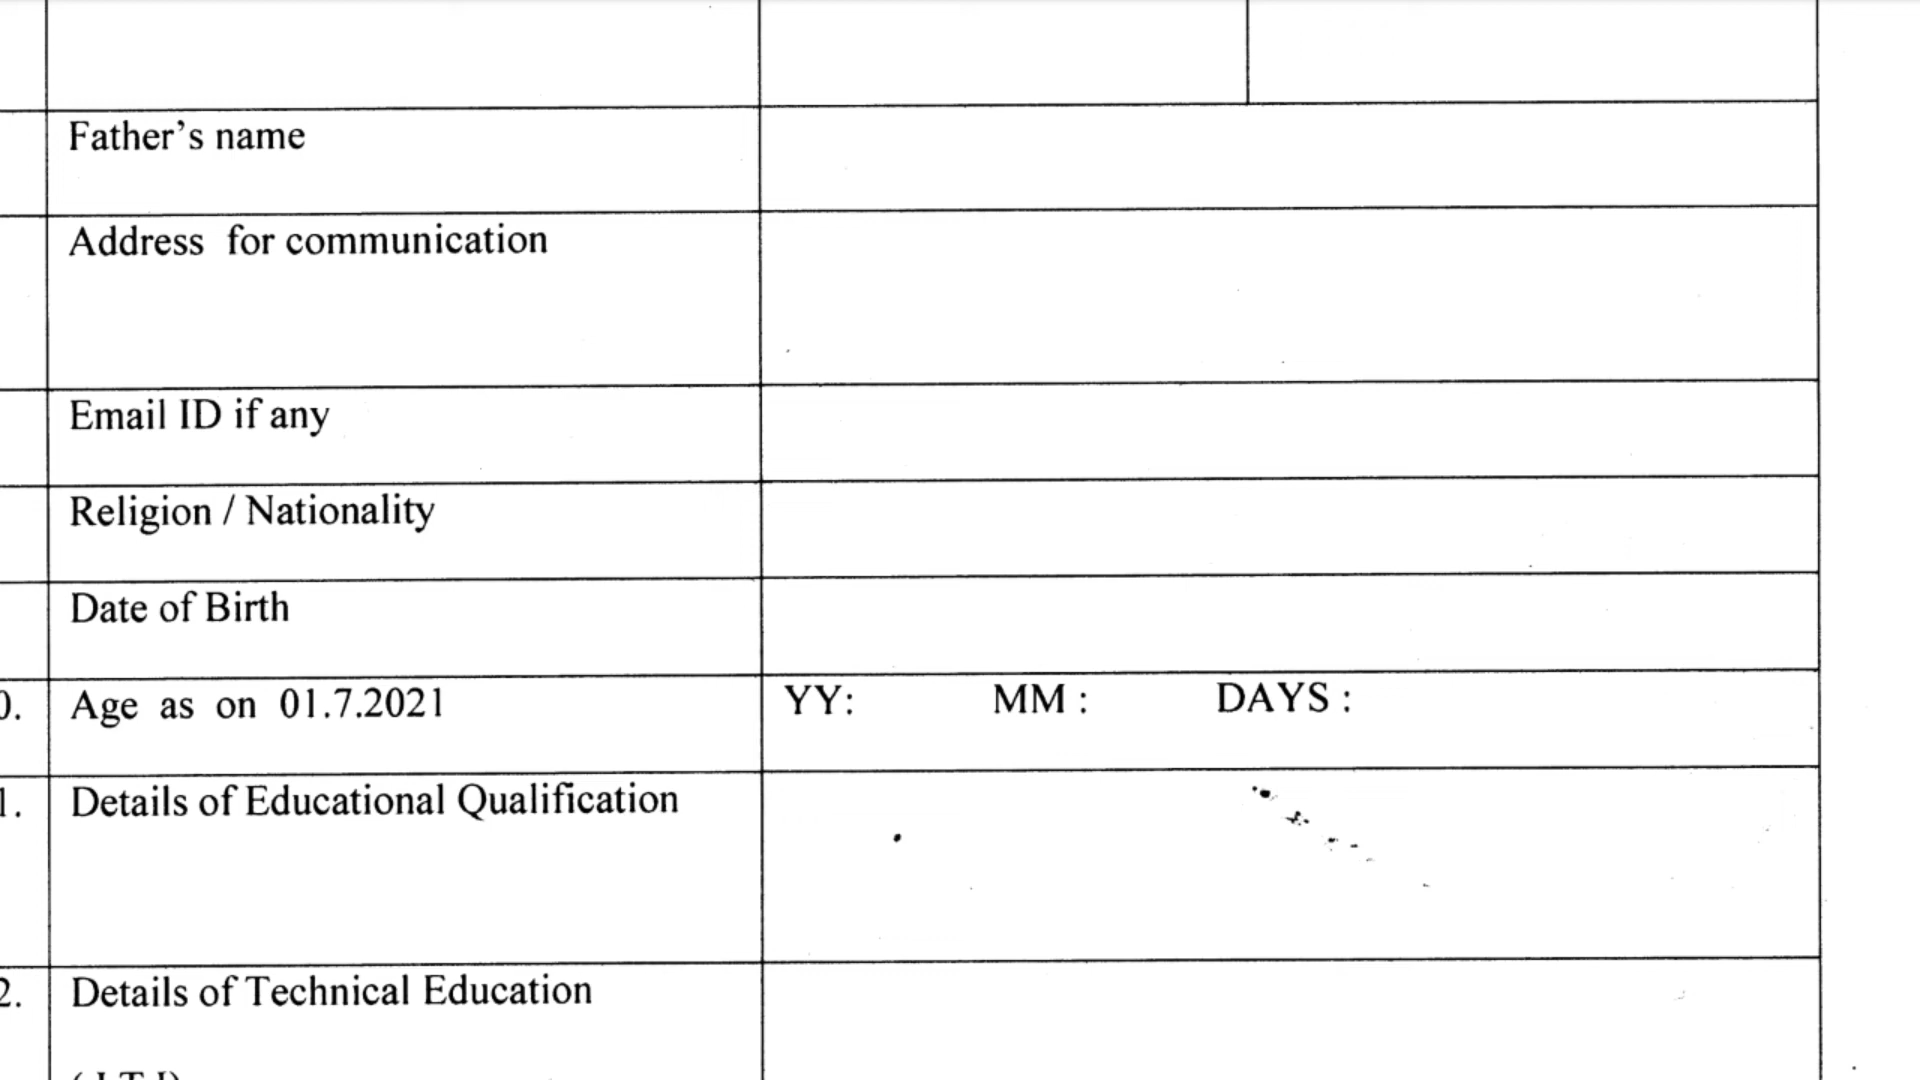 Father's name
Address for communication
Email ID if any
Religion / Nationality
Date of Birth
0. Age as on 01.7.2021 YY: MM : DAYS :
1. Details of Educational Qualification
2. Details of Technical Education